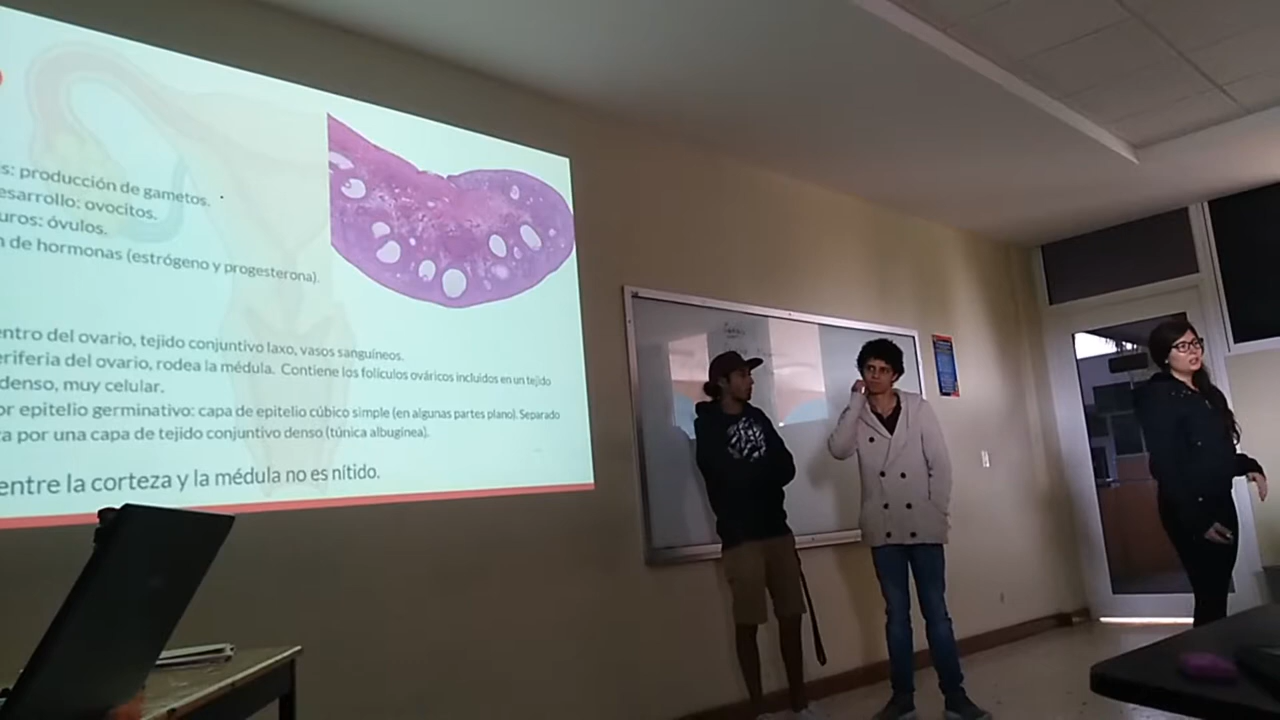 s: producción de gametos.
esarrollo: ovocitos.
uros: óvulos.
n de hormonas (estrógeno y progesterona).
entro del ovario, tejido conjuntivo laxo, vasos sanguíneos.
eriferia del ovario, rodea la médula. Contiene los folículos ováricos incluidos en un tejido
denso, muy celular.
or epitelio germinativo: capa de epitelio cúbico simple (en algunas partes plano). Separado
a por una capa de tejido conjuntivo denso (túnica albugínea).
entre la corteza y la médula no es nítido.